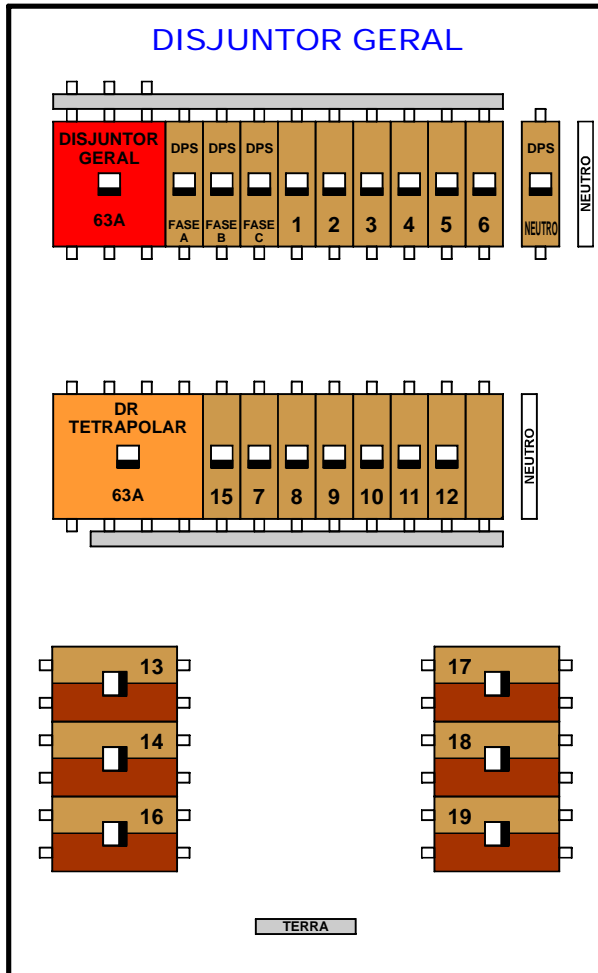 DISJUNTOR GERAL
DISJUNTOR
GERAL
63A
DPS
FASE
A
DPS
FASE
B
DPS
FASE
C
1
2
3
4
5
6
DPS
NEUTRO
NEUTRO
DR
TETRAPOLAR
63A
15
7
8
9
10
11
12
NEUTRO
13
14
16
17
18
19
TERRA